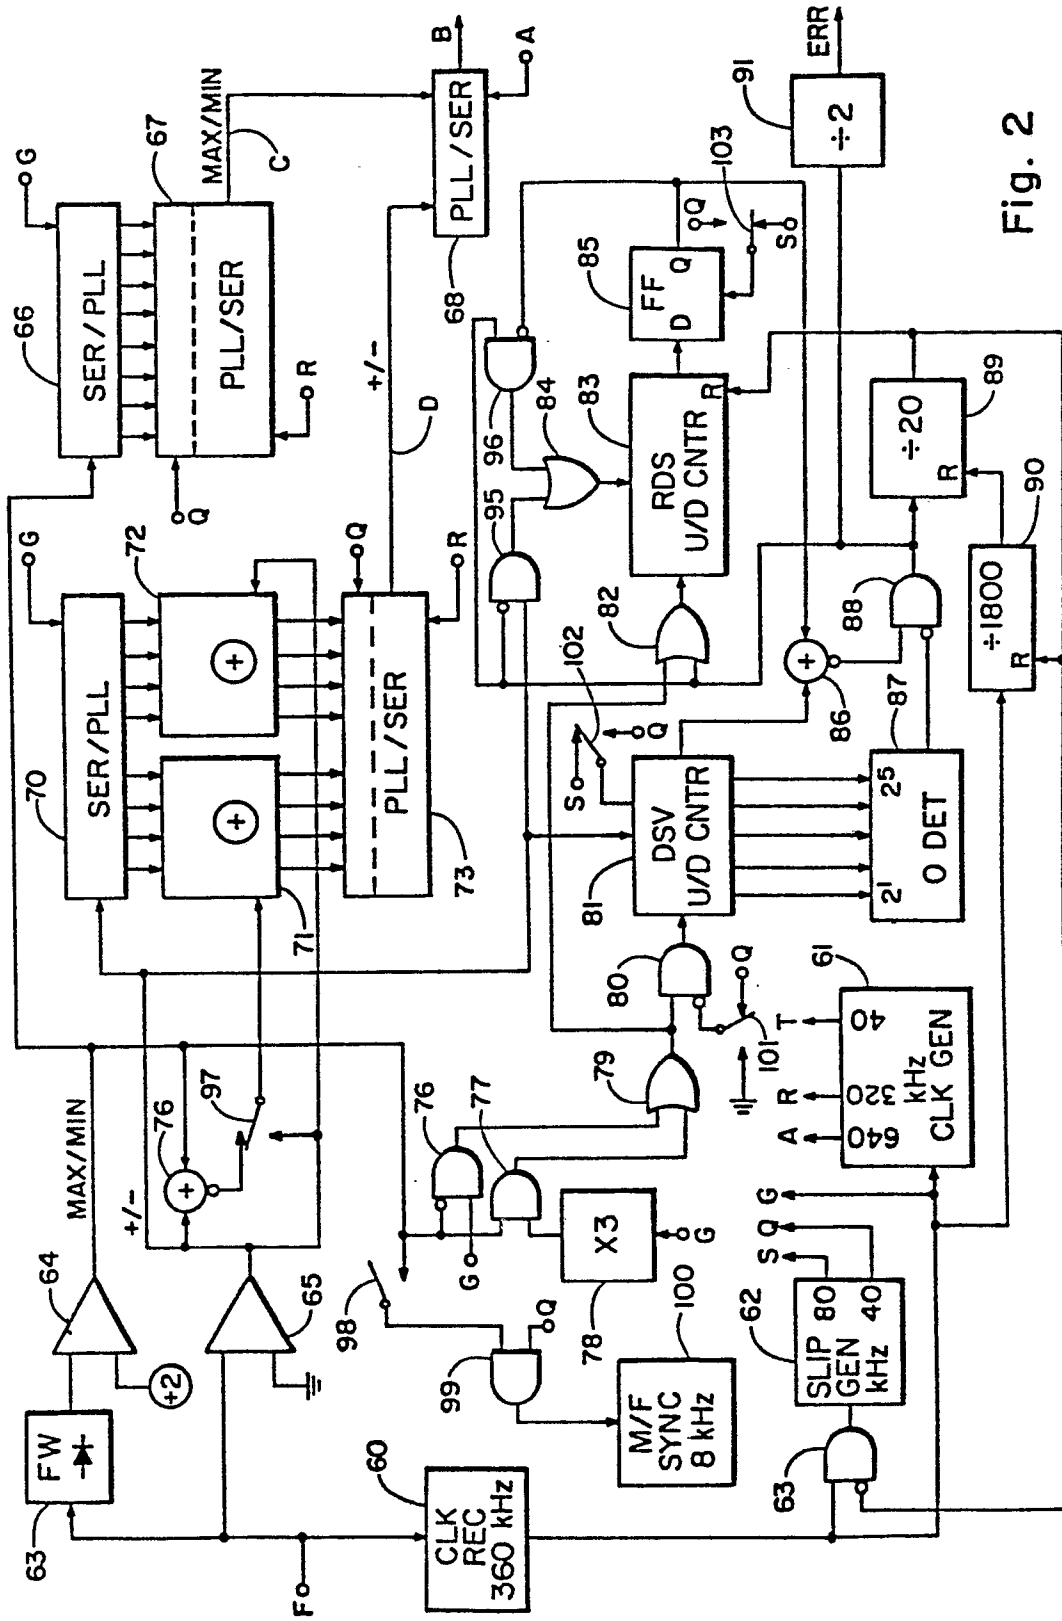 63
FW
64
+2
MAX/MIN
65
+/-
F
60
CLK
REC
360 kHz
76
+
97
70
SER/PLL
G
71
+
72
+
Q
PLL/SER
R
73
66
SER/PLL
G
67
Q
PLL/SER
R
MAX/MIN
C
+/-
D
68
PLL/SER
B
A
98
99
Q
100
M/F
SYNC
8 kHz
76
G
77
78
X3
G
79
80
101
Q
81
DSV
U/D CNTR
S
102
Q
82
83
RDS
U/D CNTR
R
84
95
96
85
FF
D
Q
Q
103
S
86
+
87
2¹
2⁵
O DET
88
89
÷20
R
90
÷1800
R
91
÷2
ERR
63
62
SLIP
GEN
kHz
80
40
S
Q
G
61
640
320
40
kHz
CLK GEN
A
R
T
Fig. 2